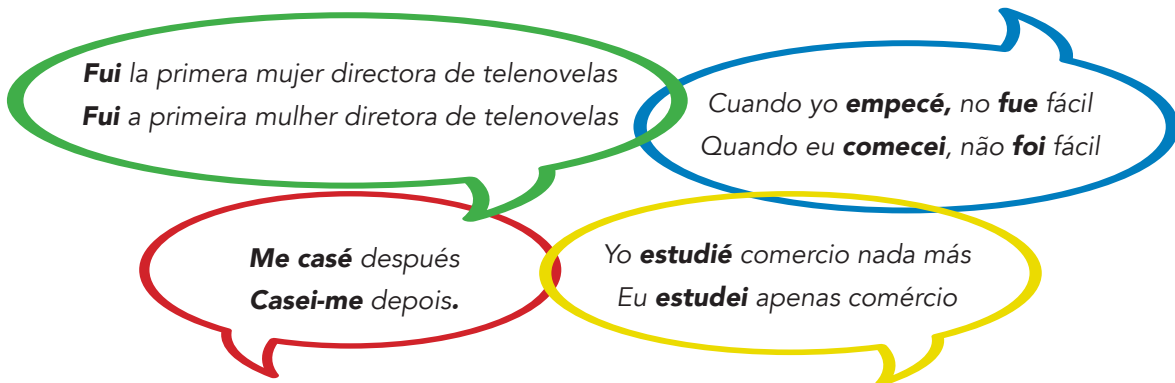 Fui la primera mujer directora de telenovelas
Fui a primeira mulher diretora de telenovelas
Cuando yo empecé, no fue fácil
Quando eu comecei, não foi fácil
Me casé después
Casei-me depois.
Yo estudié comercio nada más
Eu estudei apenas comércio